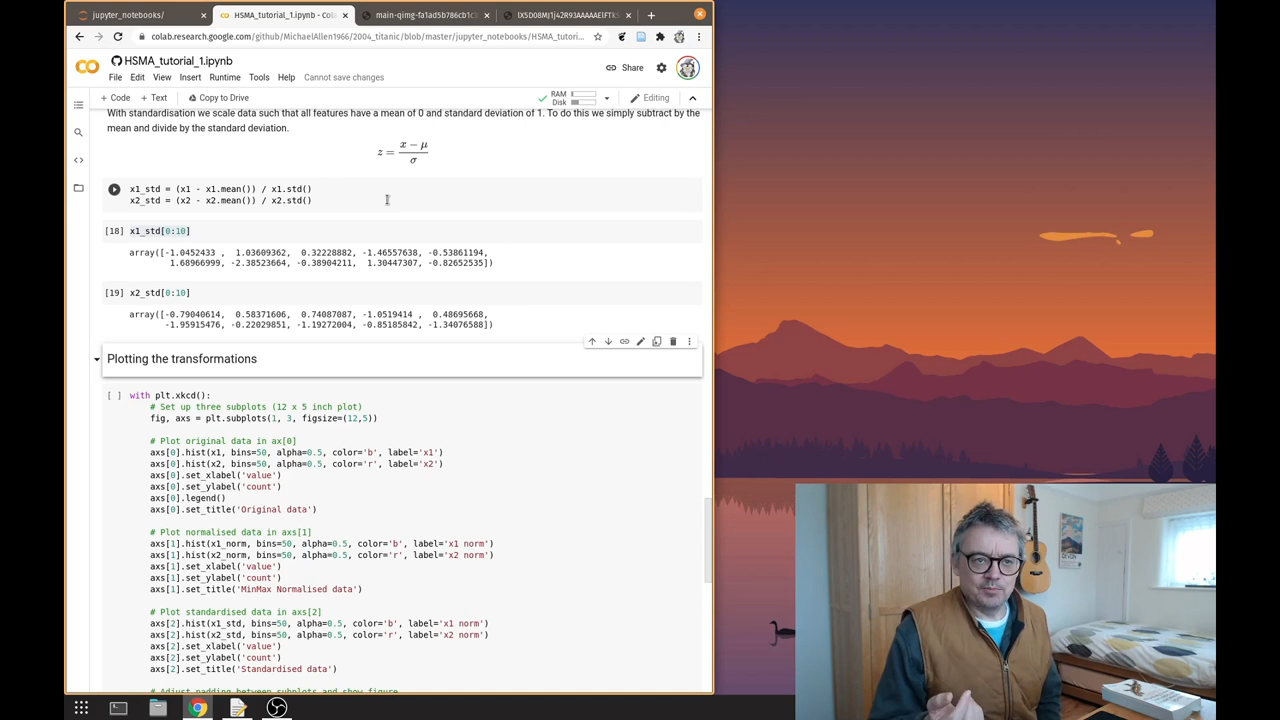 jupyter_notebooks/
HSMA_tutorial_1.ipynb - Cola
main-qimg-fa1ad5b786cb1c
colab.research.google.com/github/MichaelAllen1966/2004_titanic/blob/master/jupyter_notebooks/HSMA_tutori...
HSMA_tutorial_1.ipynb
Share
File Edit View Insert Runtime Tools Help Cannot save changes
+ Code + Text Copy to Drive
RAM
Disk
Editing
With standardisation we scale data such that all features have a mean of 0 and standard deviation of 1. To do this we simply subtract by the
mean and divide by the standard deviation.
z = x − μ / σ
x1_std = (x1 - x1.mean()) / x1.std()
x2_std = (x2 - x2.mean()) / x2.std()
[18] x1_std[0:10]
array([-1.0452433 , 1.03609362, 0.32228882, -1.46557638, -0.53861194,
1.68966999, -2.38523664, -0.38904211, 1.30447307, -0.82652535])
[19] x2_std[0:10]
array([-0.79040614, 0.58371606, 0.74087087, -1.0519414 , 0.48695668,
-1.95915476, -0.22029851, -1.19272004, -0.85185842, -1.34076588])
Plotting the transformations
[ ] with plt.xkcd():
# Set up three subplots (12 x 5 inch plot)
fig, axs = plt.subplots(1, 3, figsize=(12,5))
# Plot original data in ax[0]
axs[0].hist(x1, bins=50, alpha=0.5, color='b', label='x1')
axs[0].hist(x2, bins=50, alpha=0.5, color='r', label='x2')
axs[0].set_xlabel('value')
axs[0].set_ylabel('count')
axs[0].legend()
axs[0].set_title('Original data')
# Plot normalised data in axs[1]
axs[1].hist(x1_norm, bins=50, alpha=0.5, color='b', label='x1 norm')
axs[1].hist(x2_norm, bins=50, alpha=0.5, color='r', label='x2 norm')
axs[1].set_xlabel('value')
axs[1].set_ylabel('count')
axs[1].set_title('MinMax Normalised data')
# Plot standardised data in axs[2]
axs[2].hist(x1_std, bins=50, alpha=0.5, color='b', label='x1 norm')
axs[2].hist(x2_std, bins=50, alpha=0.5, color='r', label='x2 norm')
axs[2].set_xlabel('value')
axs[2].set_ylabel('count')
axs[2].set_title('Standardised data')
# Adjust padding between subplots and show figure
DEVON